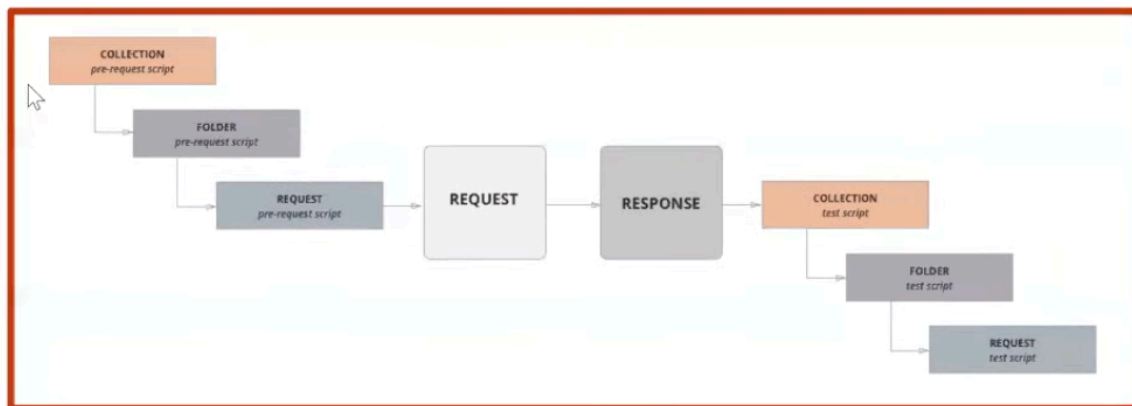 COLLECTION
pre-request script
FOLDER
pre-request script
REQUEST
pre-request script
REQUEST
RESPONSE
COLLECTION
test script
FOLDER
test script
REQUEST
test script